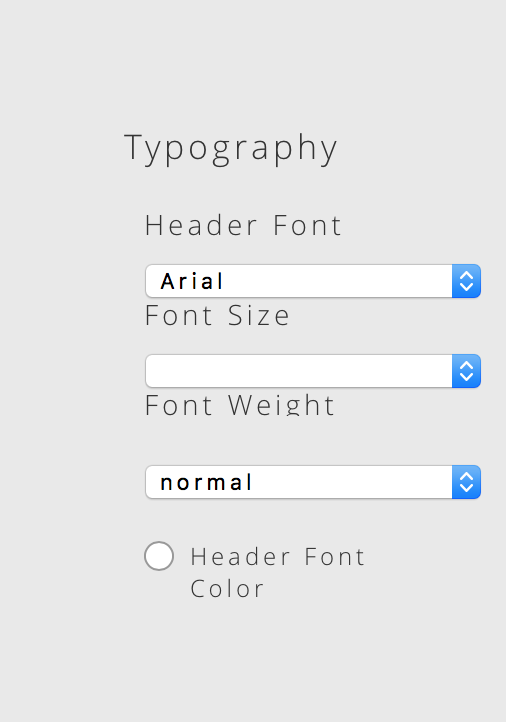 Typography
Header Font
Arial
Font Size
Font Weight
normal
Header Font
Color